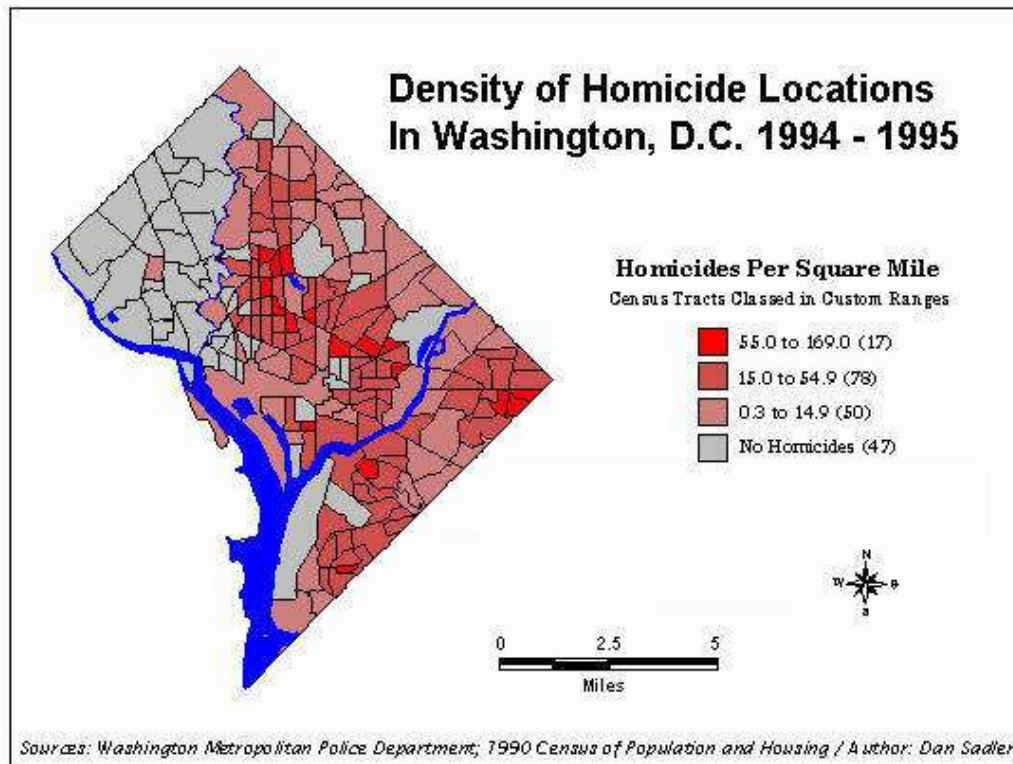 Density of Homicide Locations
In Washington, D.C. 1994 - 1995
Homicides Per Square Mile
Census Tracts Classed in Custom Ranges
55.0 to 169.0 (17)
15.0 to 54.9 (78)
0.3 to 14.9 (50)
No Homicides (47)
N
W E
S
0 2.5 5
Miles
Sources: Washington Metropolitan Police Department; 1990 Census of Population and Housing / Author: Dan Sadler